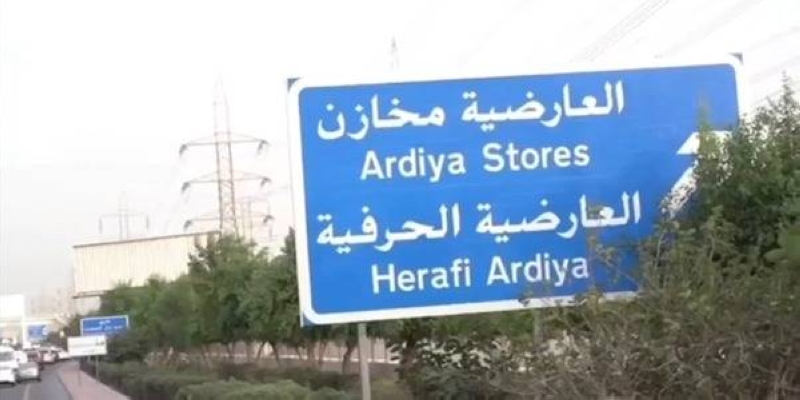 العارضية مخازن
Ardiya Stores
العارضية الحرفية
Herafi Ardiya